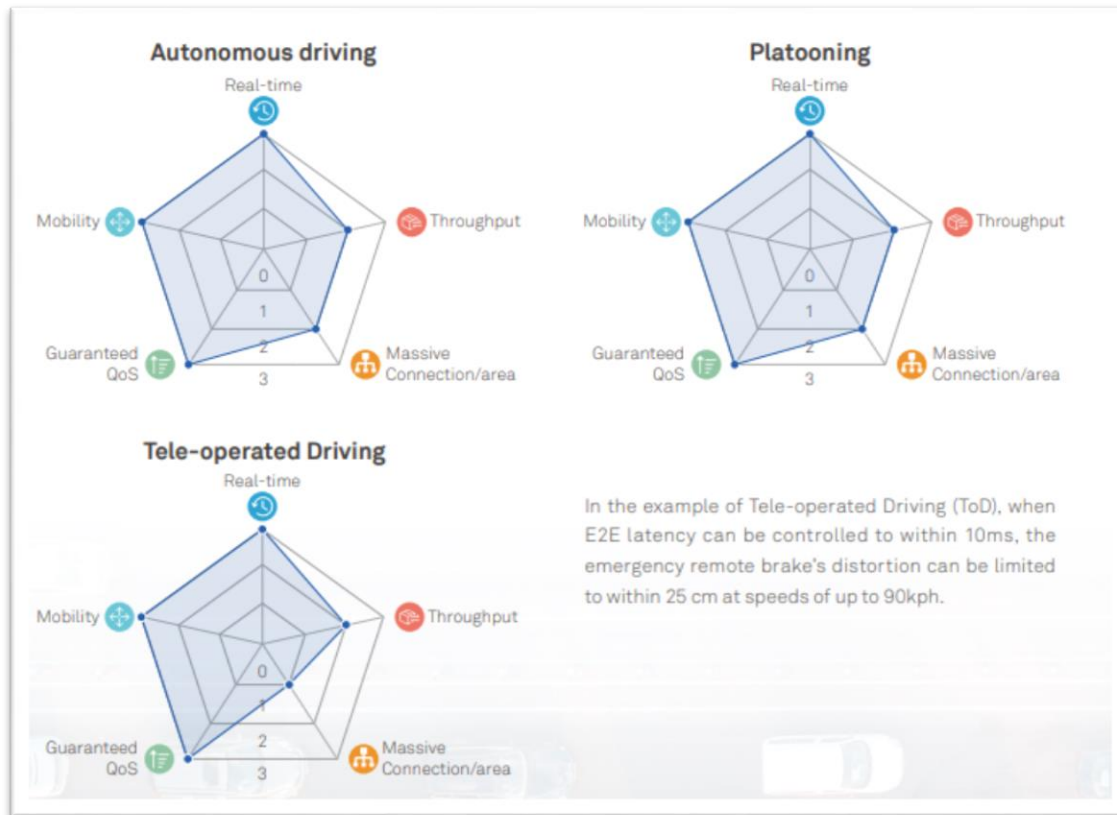 Autonomous driving
Real-time
Mobility
Throughput
0
1
2
3
Guaranteed
QoS
Massive
Connection/area
Platooning
Real-time
Mobility
Throughput
0
1
2
3
Guaranteed
QoS
Massive
Connection/area
Tele-operated Driving
Real-time
Mobility
Throughput
0
1
2
3
Guaranteed
QoS
Massive
Connection/area
In the example of Tele-operated Driving (ToD), when
E2E latency can be controlled to within 10ms, the
emergency remote brake's distortion can be limited
to within 25 cm at speeds of up to 90kph.